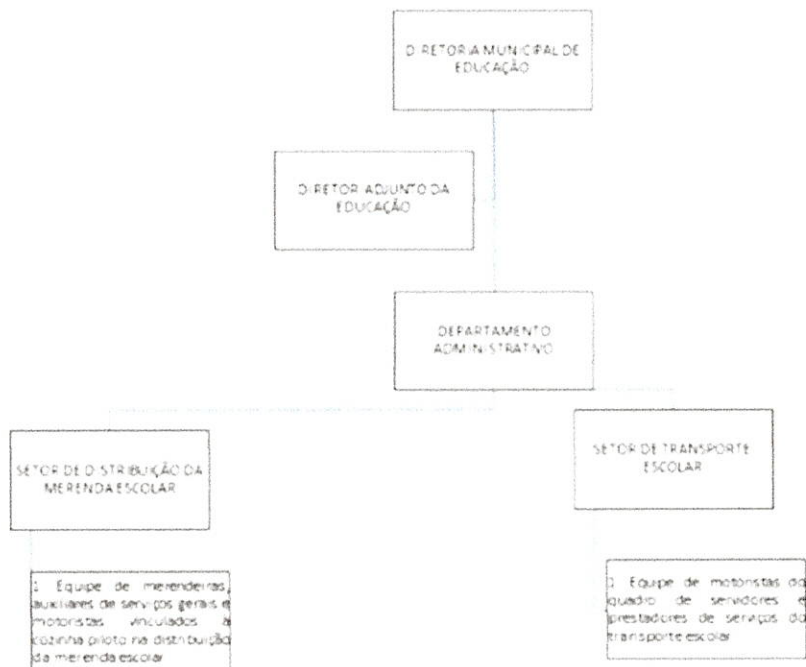 DIRETORIA MUNICIPAL DE
EDUCAÇÃO
DIRETOR ADJUNTO DA
EDUCAÇÃO
DEPARTAMENTO
ADMINISTRATIVO
SETOR DE DISTRIBUIÇÃO DA
MERENDA ESCOLAR
SETOR DE TRANSPORTE
ESCOLAR
1 Equipe de merendeiras,
auxiliares de serviços gerais e
motoristas vinculados à
cozinha piloto na distribuição
da merenda escolar
1 Equipe de motoristas do
quadro de servidores e
prestadores de serviços do
transporte escolar